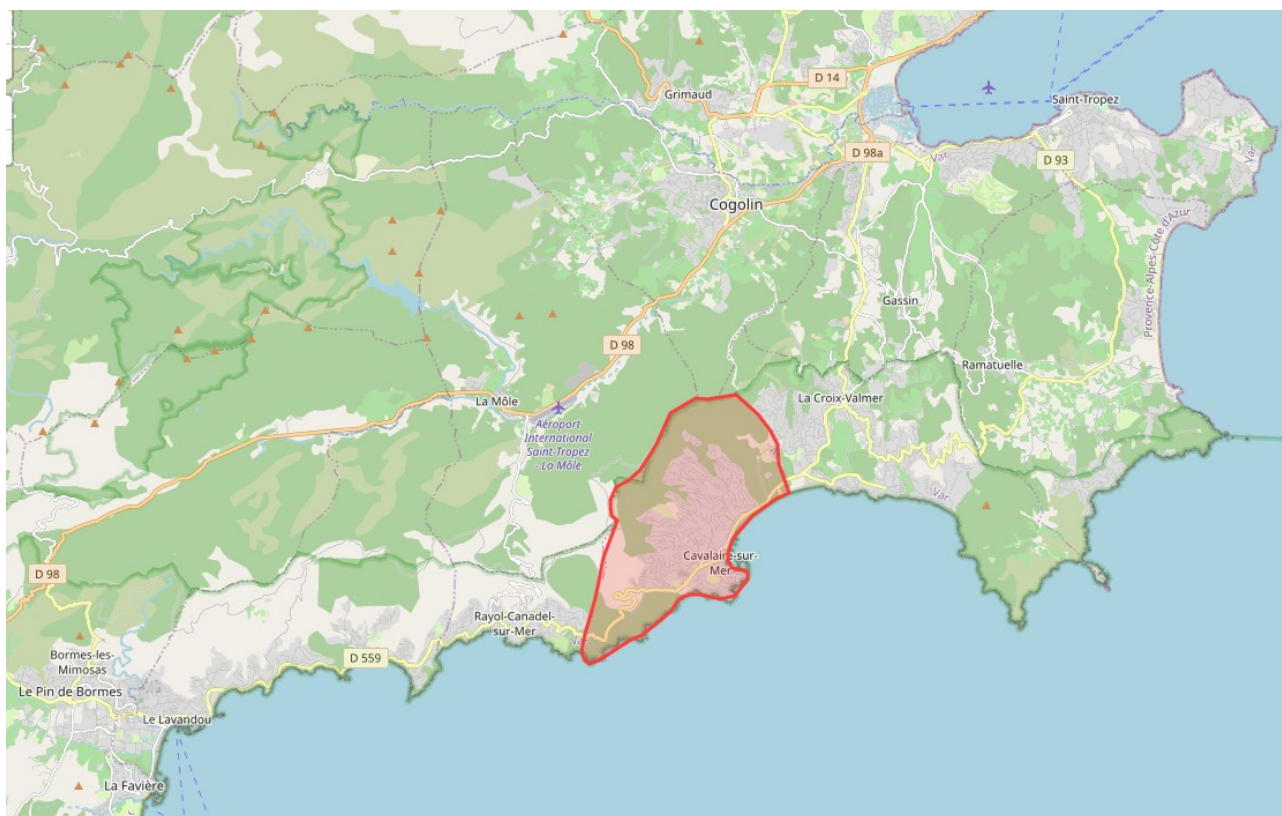 D 14
Grimaud
Saint-Tropez
D 98a
Var
D 93
Var
Cogolin
Provence-Alpes-Côte d'Azur
Gassin
D 98
Ramatuelle
La Môle
La Croix-Valmer
Aéroport
International
Saint-Tropez
- La Môle
Var
Cavalaire-sur-
Mer
D 98
Rayol-Canadel-
sur-Mer
Var
Bormes-les-
Mimosas
D 559
Le Pin de Bormes
Le Lavandou
La Favière